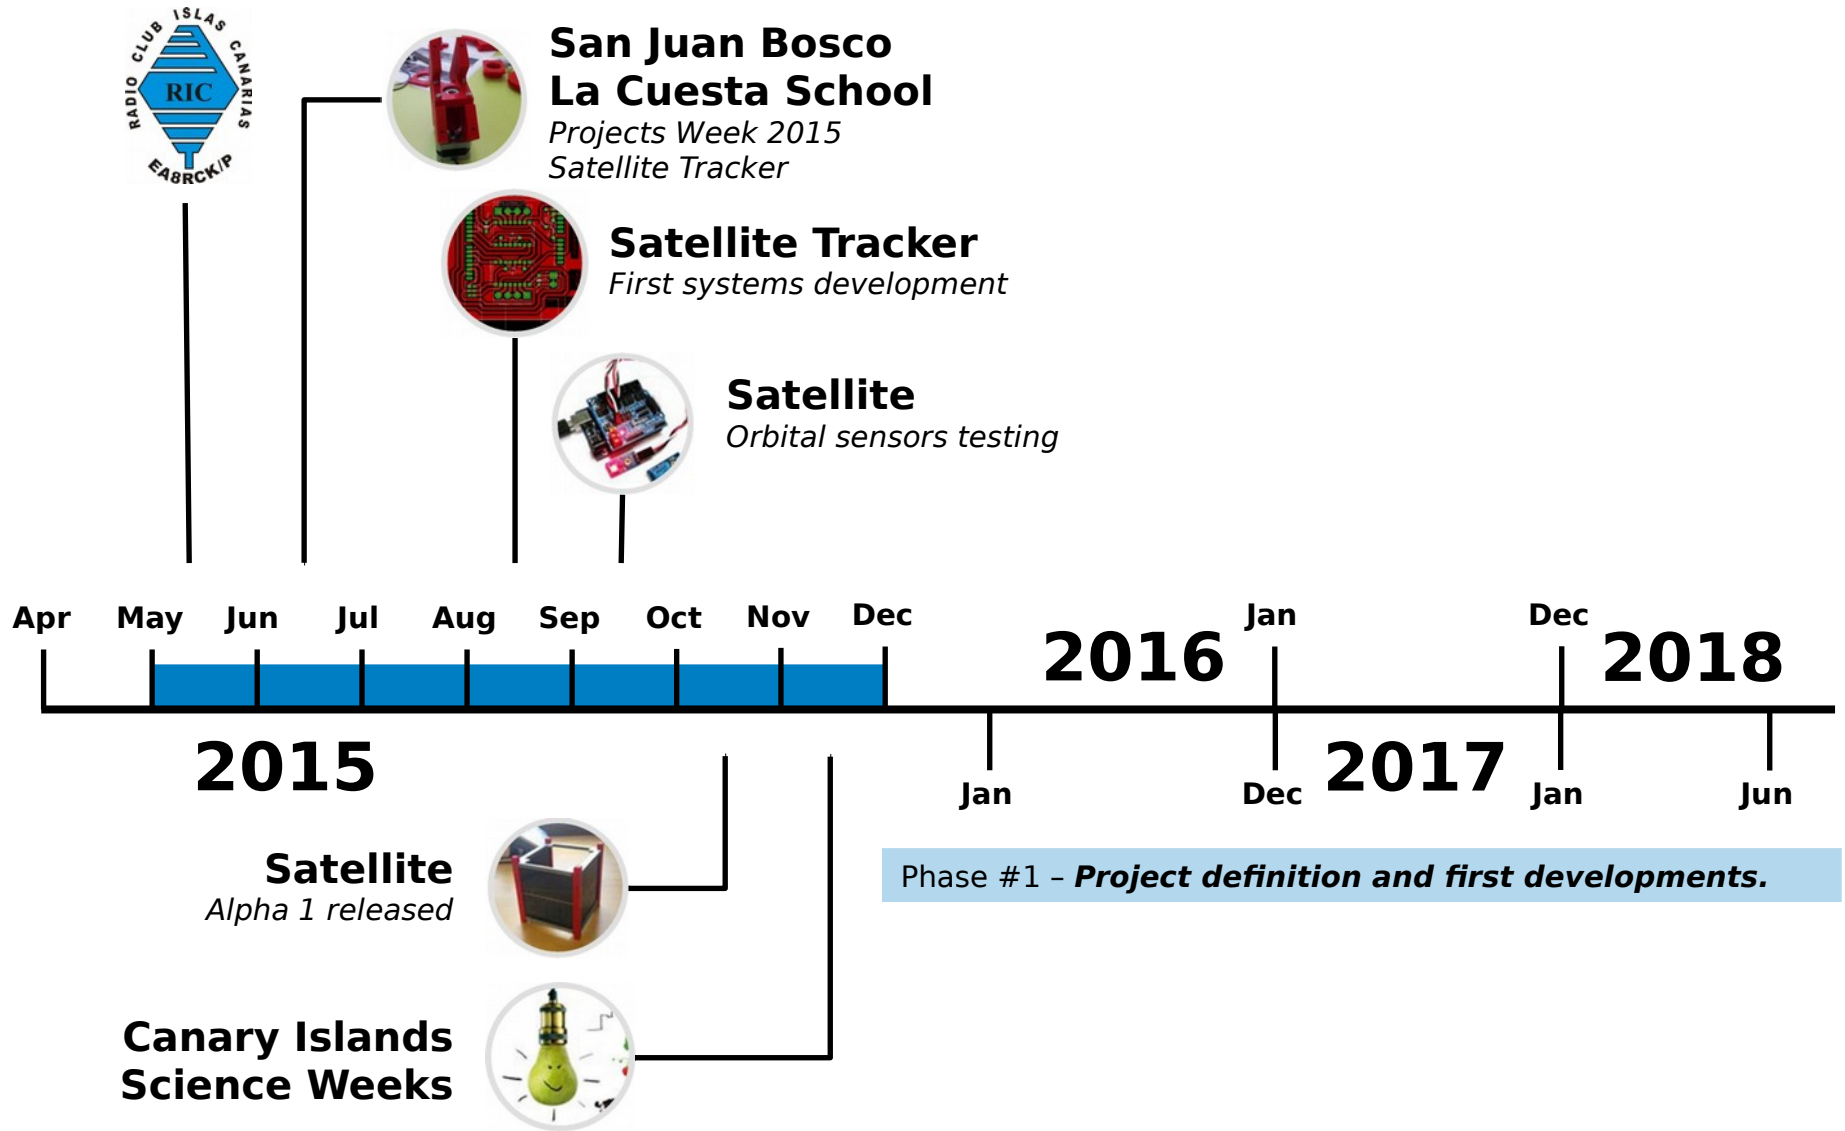 RADIO CLUB ISLAS CANARIAS
RIC
EA8RCK/P
San Juan Bosco
La Cuesta School
Projects Week 2015
Satellite Tracker
Satellite Tracker
First systems development
Satellite
Orbital sensors testing
Apr May Jun Jul Aug Sep Oct Nov Dec Jan Dec
2016 2018
2015 2017
Jan Dec Jan Jun
Phase #1 – Project definition and first developments.
Satellite
Alpha 1 released
Canary Islands
Science Weeks